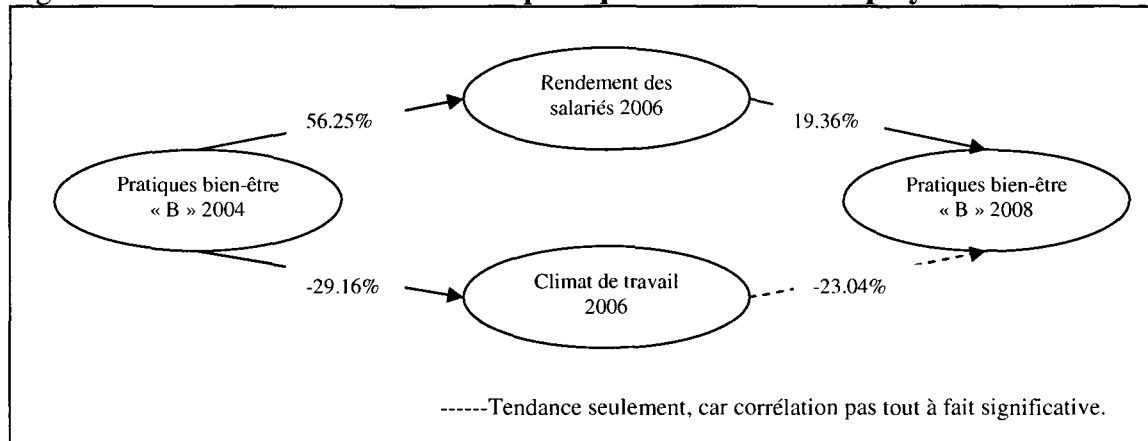 Rendement des
salariés 2006
56.25%
19.36%
Pratiques bien-être
« B » 2004
Pratiques bien-être
« B » 2008
-29.16%
Climat de travail
2006
-23.04%
------Tendance seulement, car corrélation pas tout à fait significative.